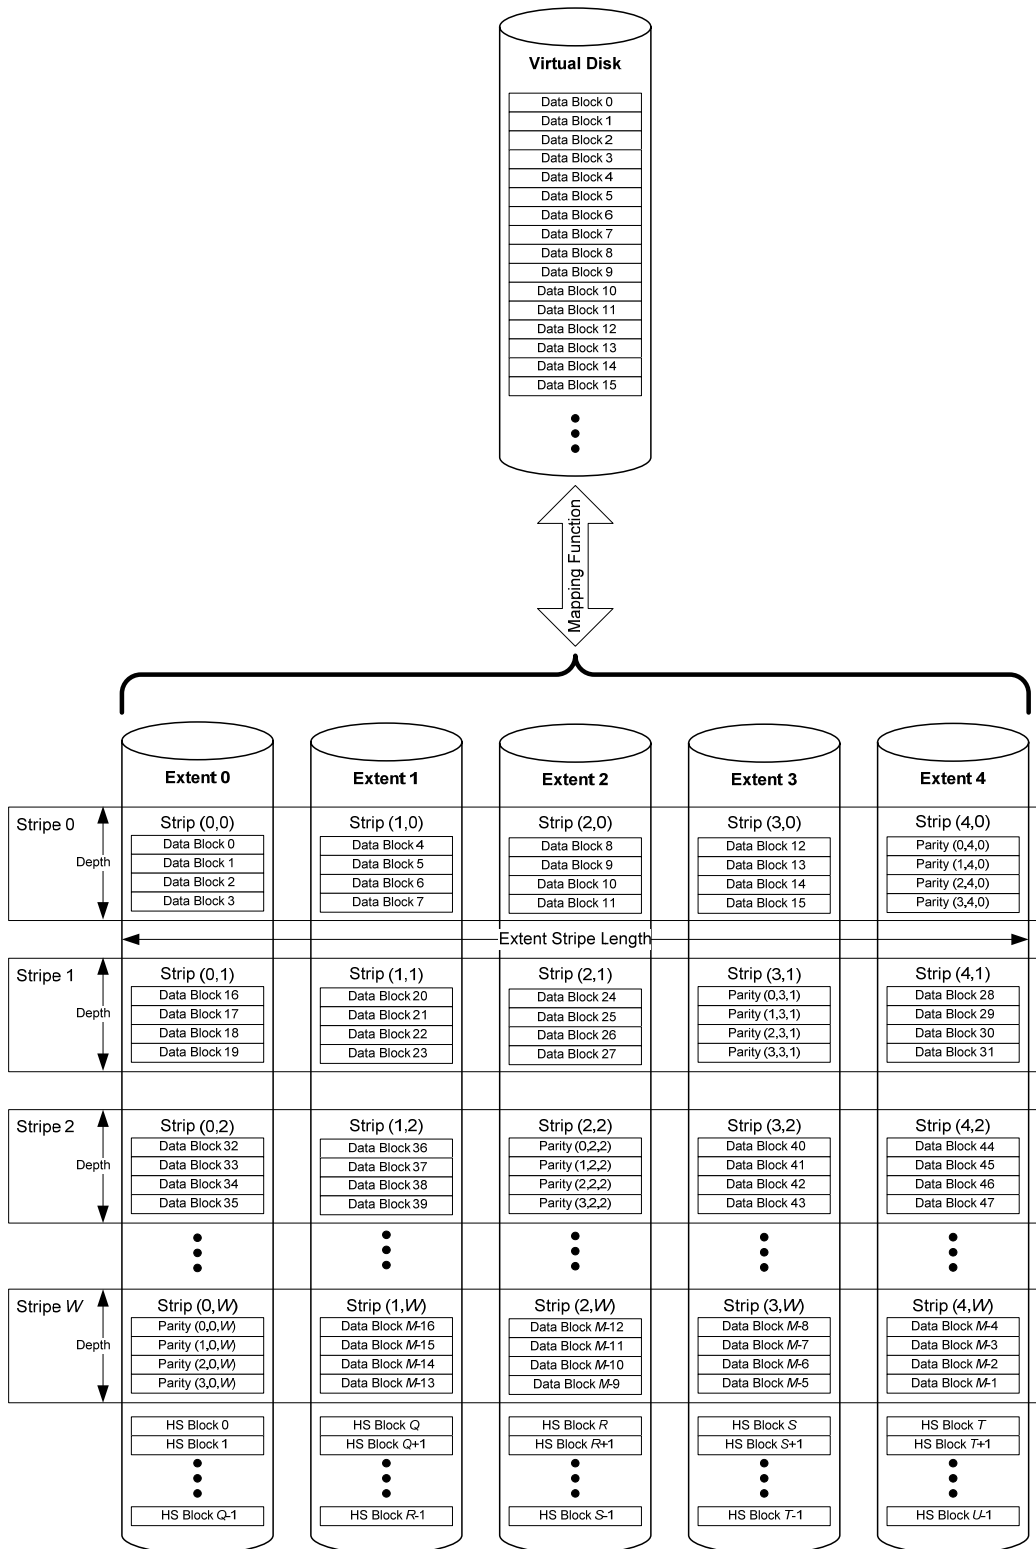 Virtual Disk
Data Block 0
Data Block 1
Data Block 2
Data Block 3
Data Block 4
Data Block 5
Data Block 6
Data Block 7
Data Block 8
Data Block 9
Data Block 10
Data Block 11
Data Block 12
Data Block 13
Data Block 14
Data Block 15
Mapping Function
Extent 0
Extent 1
Extent 2
Extent 3
Extent 4
Stripe 0
Depth
Strip (0,0)
Data Block 0
Data Block 1
Data Block 2
Data Block 3
Strip (1,0)
Data Block 4
Data Block 5
Data Block 6
Data Block 7
Strip (2,0)
Data Block 8
Data Block 9
Data Block 10
Data Block 11
Strip (3,0)
Data Block 12
Data Block 13
Data Block 14
Data Block 15
Strip (4,0)
Parity (0,4,0)
Parity (1,4,0)
Parity (2,4,0)
Parity (3,4,0)
Extent Stripe Length
Stripe 1
Depth
Strip (0,1)
Data Block 16
Data Block 17
Data Block 18
Data Block 19
Strip (1,1)
Data Block 20
Data Block 21
Data Block 22
Data Block 23
Strip (2,1)
Data Block 24
Data Block 25
Data Block 26
Data Block 27
Strip (3,1)
Parity (0,3,1)
Parity (1,3,1)
Parity (2,3,1)
Parity (3,3,1)
Strip (4,1)
Data Block 28
Data Block 29
Data Block 30
Data Block 31
Stripe 2
Depth
Strip (0,2)
Data Block 32
Data Block 33
Data Block 34
Data Block 35
Strip (1,2)
Data Block 36
Data Block 37
Data Block 38
Data Block 39
Strip (2,2)
Parity (0,2,2)
Parity (1,2,2)
Parity (2,2,2)
Parity (3,2,2)
Strip (3,2)
Data Block 40
Data Block 41
Data Block 42
Data Block 43
Strip (4,2)
Data Block 44
Data Block 45
Data Block 46
Data Block 47
Stripe W
Depth
Strip (0,W)
Parity (0,0,W)
Parity (1,0,W)
Parity (2,0,W)
Parity (3,0,W)
Strip (1,W)
Data Block M-16
Data Block M-15
Data Block M-14
Data Block M-13
Strip (2,W)
Data Block M-12
Data Block M-11
Data Block M-10
Data Block M-9
Strip (3,W)
Data Block M-8
Data Block M-7
Data Block M-6
Data Block M-5
Strip (4,W)
Data Block M-4
Data Block M-3
Data Block M-2
Data Block M-1
HS Block 0
HS Block 1
HS Block Q-1
HS Block Q
HS Block Q+1
HS Block R-1
HS Block R
HS Block R+1
HS Block S-1
HS Block S
HS Block S+1
HS Block T-1
HS Block T
HS Block T+1
HS Block U-1